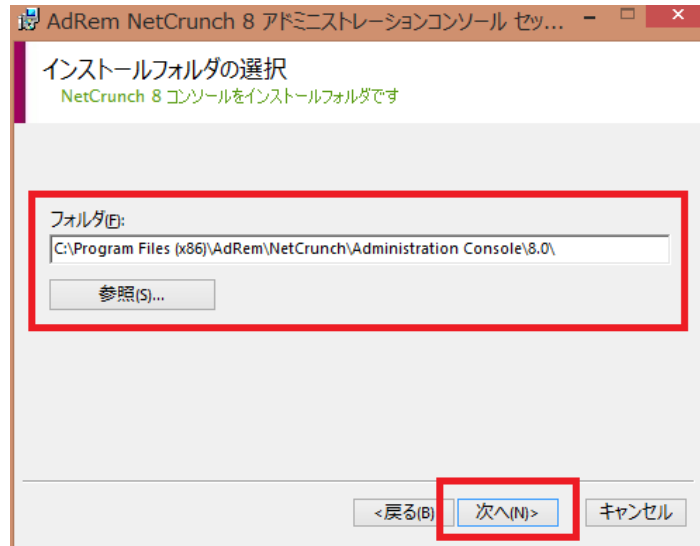 AdRem NetCrunch 8 アドミニストレーションコンソール セッ...
インストールフォルダの選択
NetCrunch 8 コンソールをインストールフォルダです
フォルダ(F):
C:\Program Files (x86)\AdRem\NetCrunch\Administration Console\8.0\
参照(S)...
<戻る(B)
次へ(N)>
キャンセル